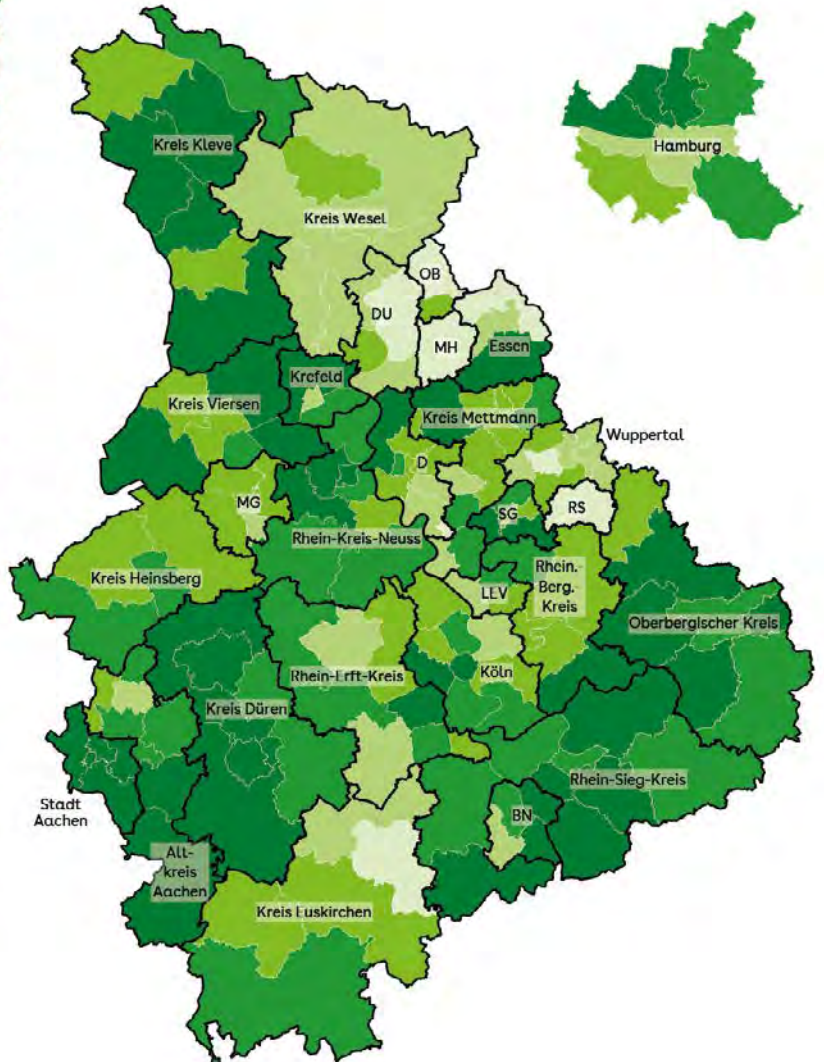 Kreis Kleve
Hamburg
Kreis Wesel
OB
DU
MH
Essen
Krefeld
Kreis Viersen
Kreis Mettmann
Wuppertal
D
MG
SG
RS
Rhein-Kreis-Neuss
Kreis Heinsberg
LEV
Rhein.-
Berg.-
Kreis
Oberbergischer Kreis
Rhein-Erft-Kreis
Köln
Kreis Düren
Rhein-Sieg-Kreis
Stadt
Aachen
BN
Alt-
kreis
Aachen
Kreis Euskirchen